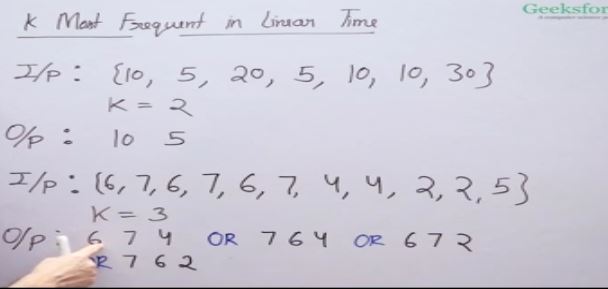 Geeksfor
K Most Frequent in Linear Time
I/p : {10, 5, 20, 5, 10, 10, 30}
K = 2
O/p : 10 5
I/p : {6, 7, 6, 7, 6, 7, 4, 4, 2, 2, 5}
K = 3
O/p : 6 7 4 OR 7 6 4 OR 6 7 2
OR 7 6 2